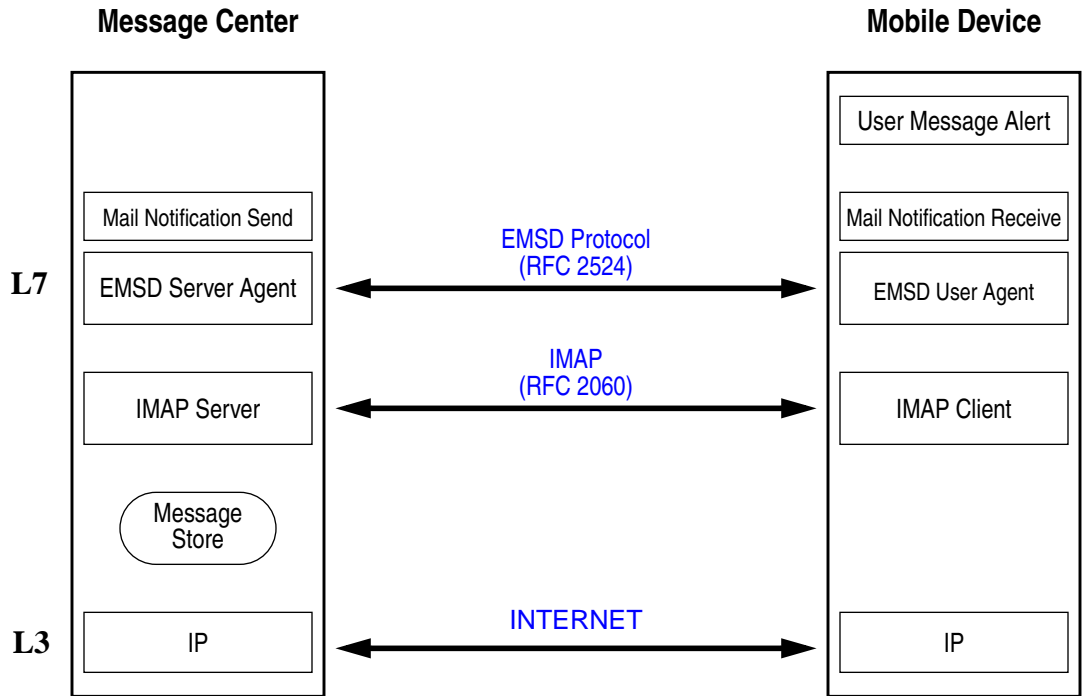 Message Center
Mobile Device
User Message Alert
Mail Notification Send
Mail Notification Receive
EMSD Protocol
(RFC 2524)
L7
EMSD Server Agent
EMSD User Agent
IMAP
(RFC 2060)
IMAP Server
IMAP Client
Message
Store
INTERNET
L3
IP
IP